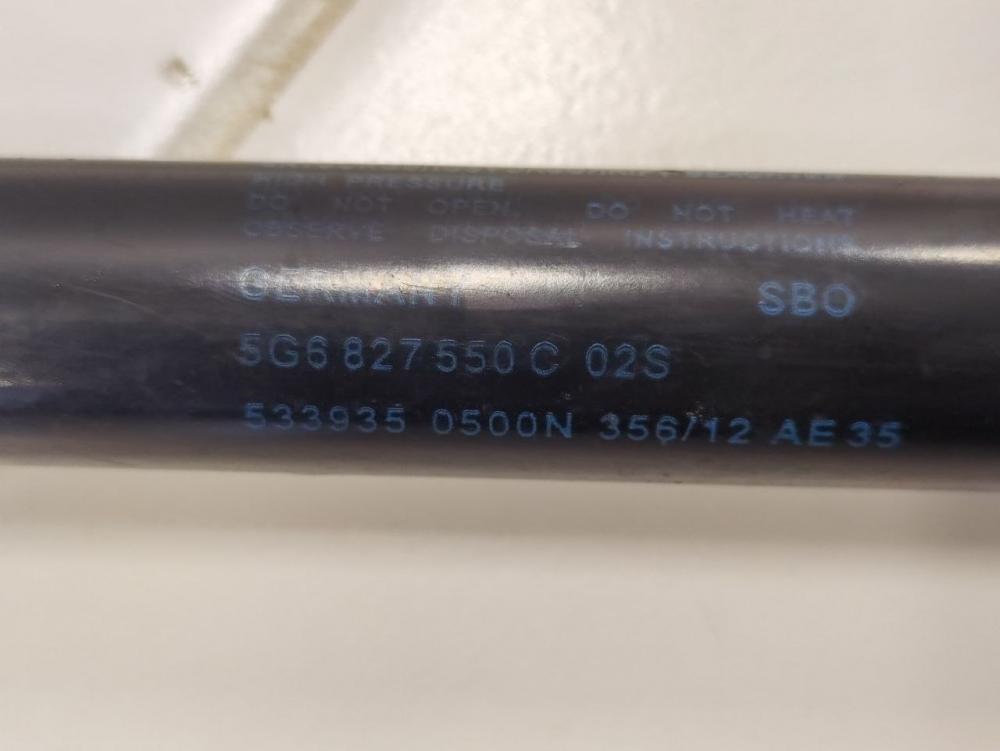 HIGH PRESSURE
DO NOT OPEN. DO NOT HEAT
OBSERVE DISPOSAL INSTRUCTIONS
GERMANY SBO
5G6 827 550 C 02S
533935 0500N 356/12 AE 35